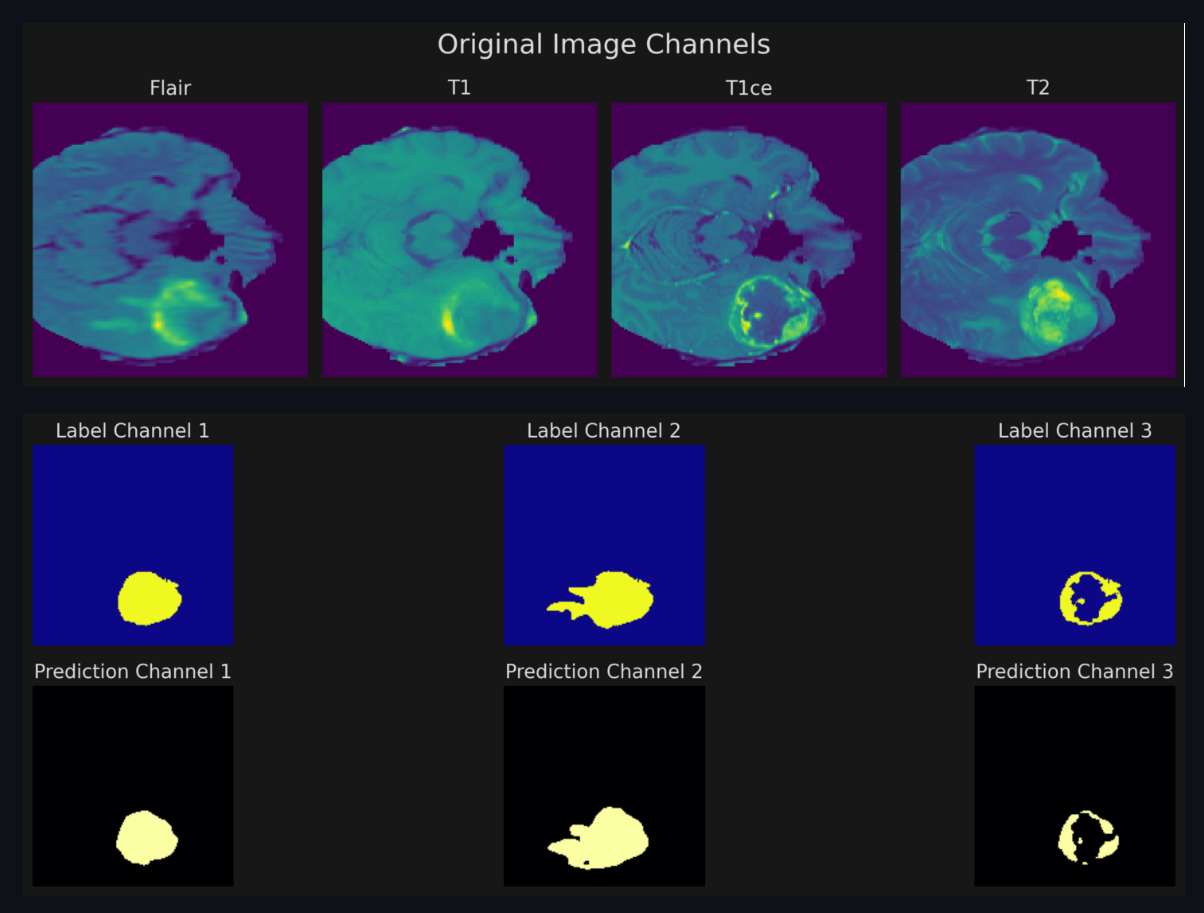 Original Image Channels
Flair
T1
T1ce
T2
Label Channel 1
Label Channel 2
Label Channel 3
Prediction Channel 1
Prediction Channel 2
Prediction Channel 3